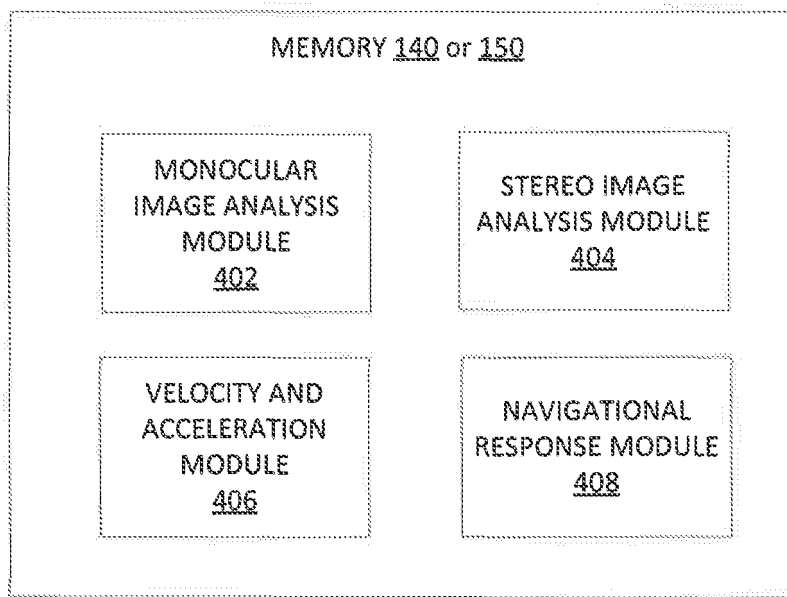 MEMORY 140 or 150
MONOCULAR
IMAGE ANALYSIS
MODULE
402
STEREO IMAGE
ANALYSIS MODULE
404
VELOCITY AND
ACCELERATION
MODULE
406
NAVIGATIONAL
RESPONSE MODULE
408